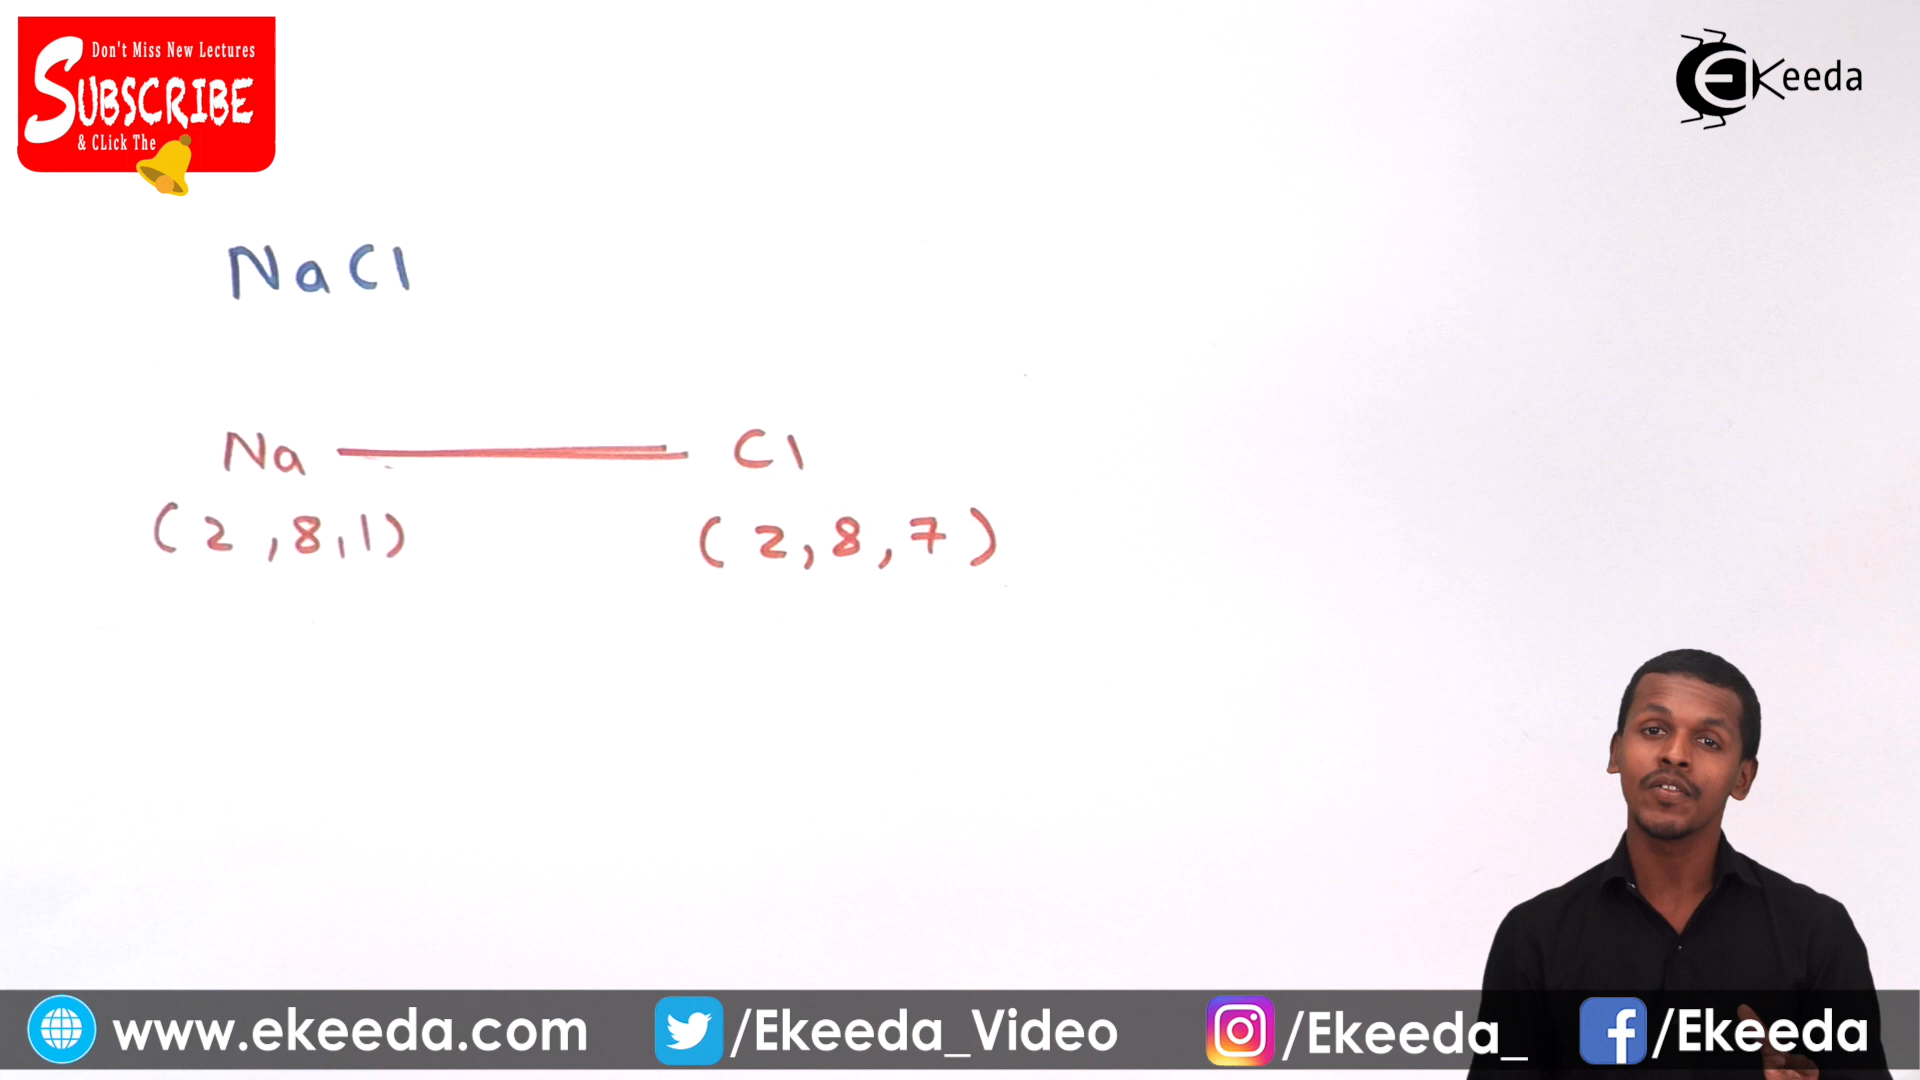 Don't Miss New Lectures
SUBSCRIBE
& CLick The
Ekeeda
NaCl
Na Cl
(2,8,1) (2,8,7)
www.ekeeda.com /Ekeeda_Video /Ekeeda_ /Ekeeda